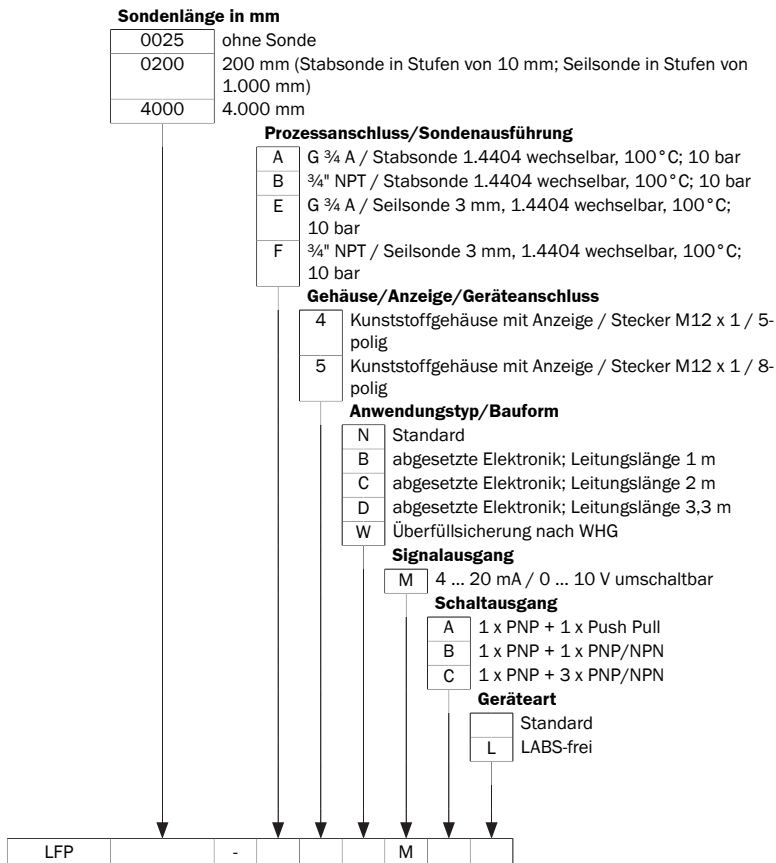 Sondenlänge in mm
0025 ohne Sonde
0200 200 mm (Stabsonde in Stufen von 10 mm; Seilsonde in Stufen von
1.000 mm)
4000 4.000 mm
Prozessanschluss/Sondenausführung
A G ¾ A / Stabsonde 1.4404 wechselbar, 100°C; 10 bar
B ¾" NPT / Stabsonde 1.4404 wechselbar, 100°C; 10 bar
E G ¾ A / Seilsonde 3 mm, 1.4404 wechselbar, 100°C;
10 bar
F ¾" NPT / Seilsonde 3 mm, 1.4404 wechselbar, 100°C;
10 bar
Gehäuse/Anzeige/Geräteanschluss
4 Kunststoffgehäuse mit Anzeige / Stecker M12 x 1 / 5-
polig
5 Kunststoffgehäuse mit Anzeige / Stecker M12 x 1 / 8-
polig
Anwendungstyp/Bauform
N Standard
B abgesetzte Elektronik; Leitungslänge 1 m
C abgesetzte Elektronik; Leitungslänge 2 m
D abgesetzte Elektronik; Leitungslänge 3,3 m
W Überfüllsicherung nach WHG
Signalausgang
M 4 ... 20 mA / 0 ... 10 V umschaltbar
Schaltausgang
A 1 x PNP + 1 x Push Pull
B 1 x PNP + 1 x PNP/NPN
C 1 x PNP + 3 x PNP/NPN
Geräteart
Standard
L LABS-frei
LFP - M